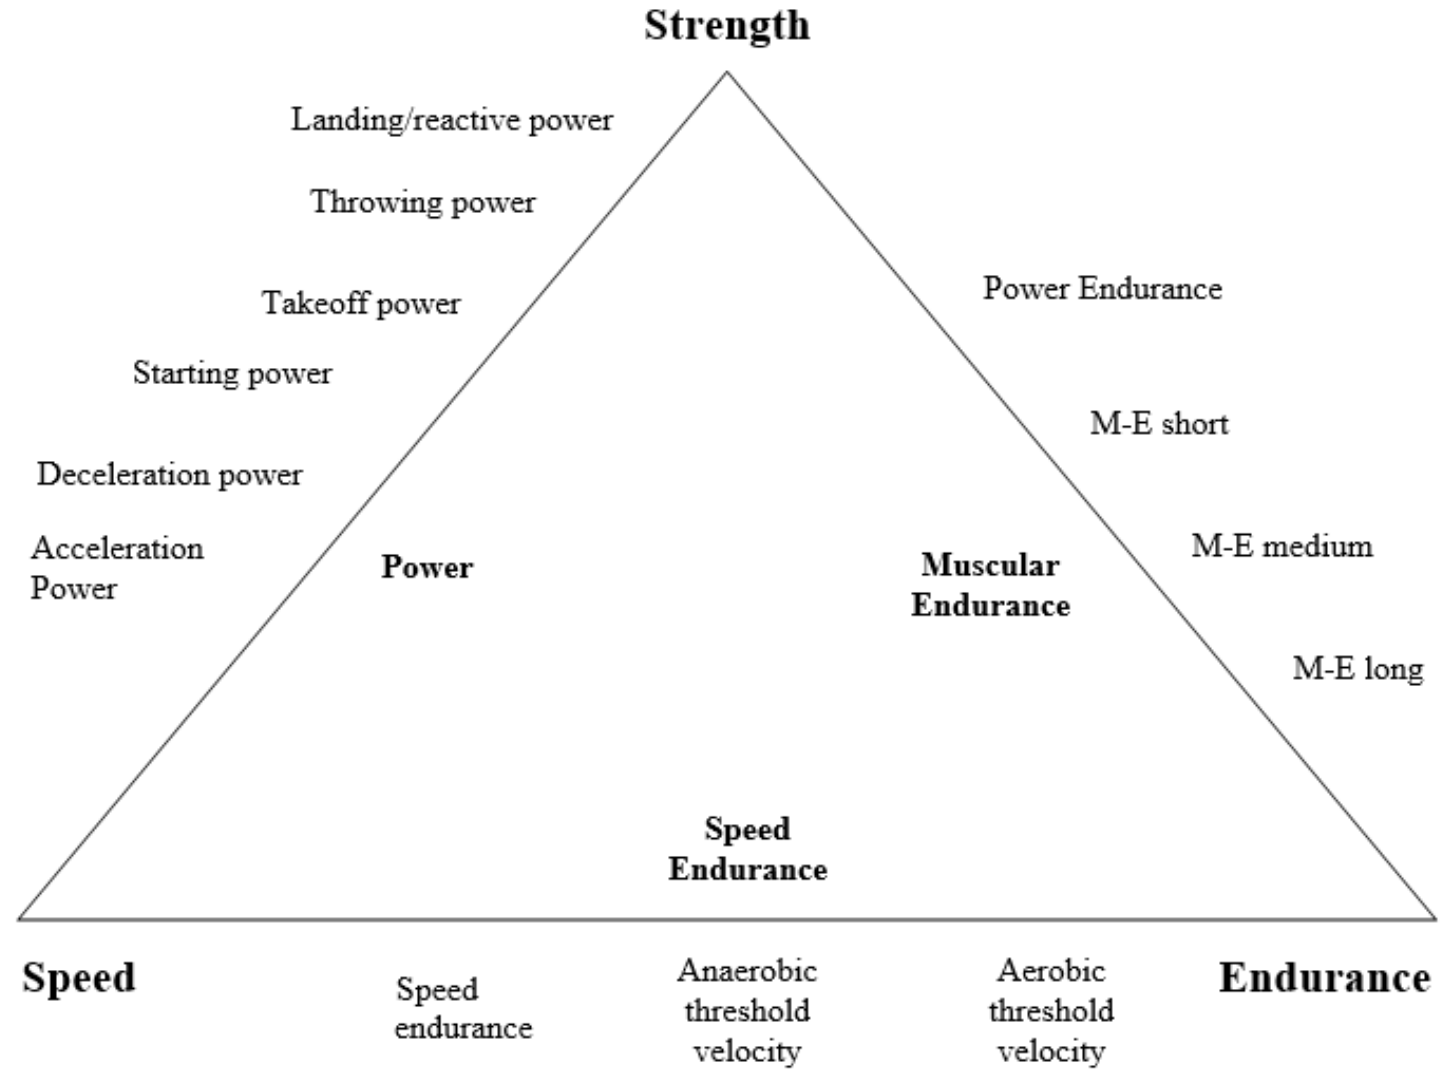 Strength
Landing/reactive power
Throwing power
Takeoff power
Power Endurance
Starting power
M-E short
Deceleration power
Acceleration
Power
Power
Muscular
Endurance
M-E medium
M-E long
Speed
Endurance
Speed
Speed
endurance
Anaerobic
threshold
velocity
Aerobic
threshold
velocity
Endurance